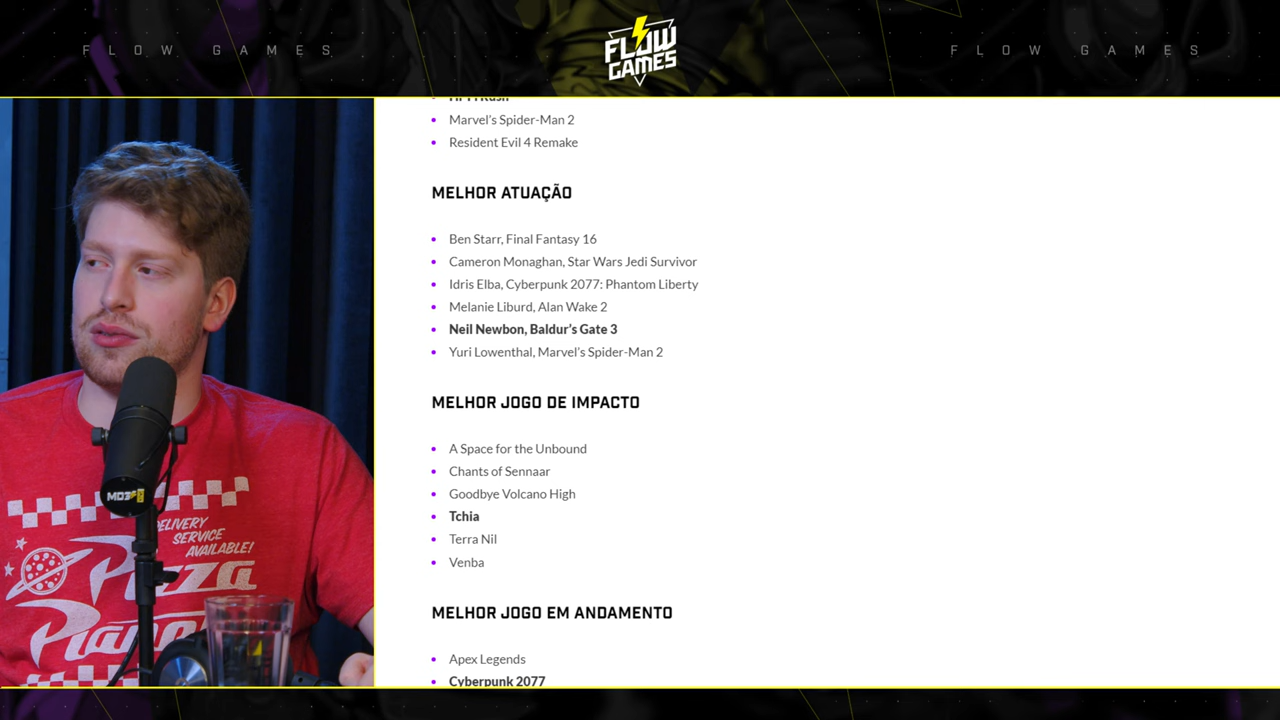 FLOW GAMES
FLOW GAMES
FLOW GAMES
Hi-Fi Rush
Marvel's Spider-Man 2
Resident Evil 4 Remake
MELHOR ATUAÇÃO
Ben Starr, Final Fantasy 16
Cameron Monaghan, Star Wars Jedi Survivor
Idris Elba, Cyberpunk 2077: Phantom Liberty
Melanie Liburd, Alan Wake 2
Neil Newbon, Baldur’s Gate 3
Yuri Lowenthal, Marvel's Spider-Man 2
MELHOR JOGO DE IMPACTO
A Space for the Unbound
Chants of Sennaar
Goodbye Volcano High
Tchia
Terra Nil
Venba
MELHOR JOGO EM ANDAMENTO
Apex Legends
Cyberpunk 2077
DELIVERY
SERVICE
AVAILABLE!
Pizza
Planet